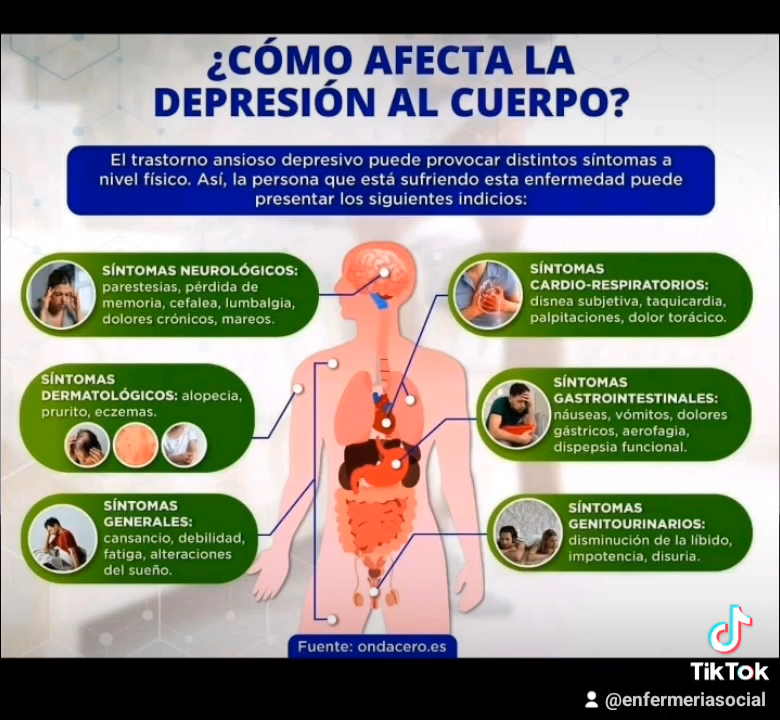 ¿CÓMO AFECTA LA
DEPRESIÓN AL CUERPO?
El trastorno ansioso depresivo puede provocar distintos síntomas a
nivel físico. Así, la persona que está sufriendo esta enfermedad puede
presentar los siguientes indicios:
SÍNTOMAS NEUROLÓGICOS:
parestesias, pérdida de
memoria, cefalea, lumbalgia,
dolores crónicos, mareos.
SÍNTOMAS
DERMATOLÓGICOS: alopecia,
prurito, eczemas.
SÍNTOMAS
GENERALES:
cansancio, debilidad,
fatiga, alteraciones
del sueño.
SÍNTOMAS
CARDIO-RESPIRATORIOS:
disnea subjetiva, taquicardia,
palpitaciones, dolor torácico.
SÍNTOMAS
GASTROINTESTINALES:
náuseas, vómitos, dolores
gástricos, aerofagia,
dispepsia funcional.
SÍNTOMAS
GENITOURINARIOS:
disminución de la líbido,
impotencia, disuria.
Fuente: ondacero.es
TikTok
@enfermeriasocial